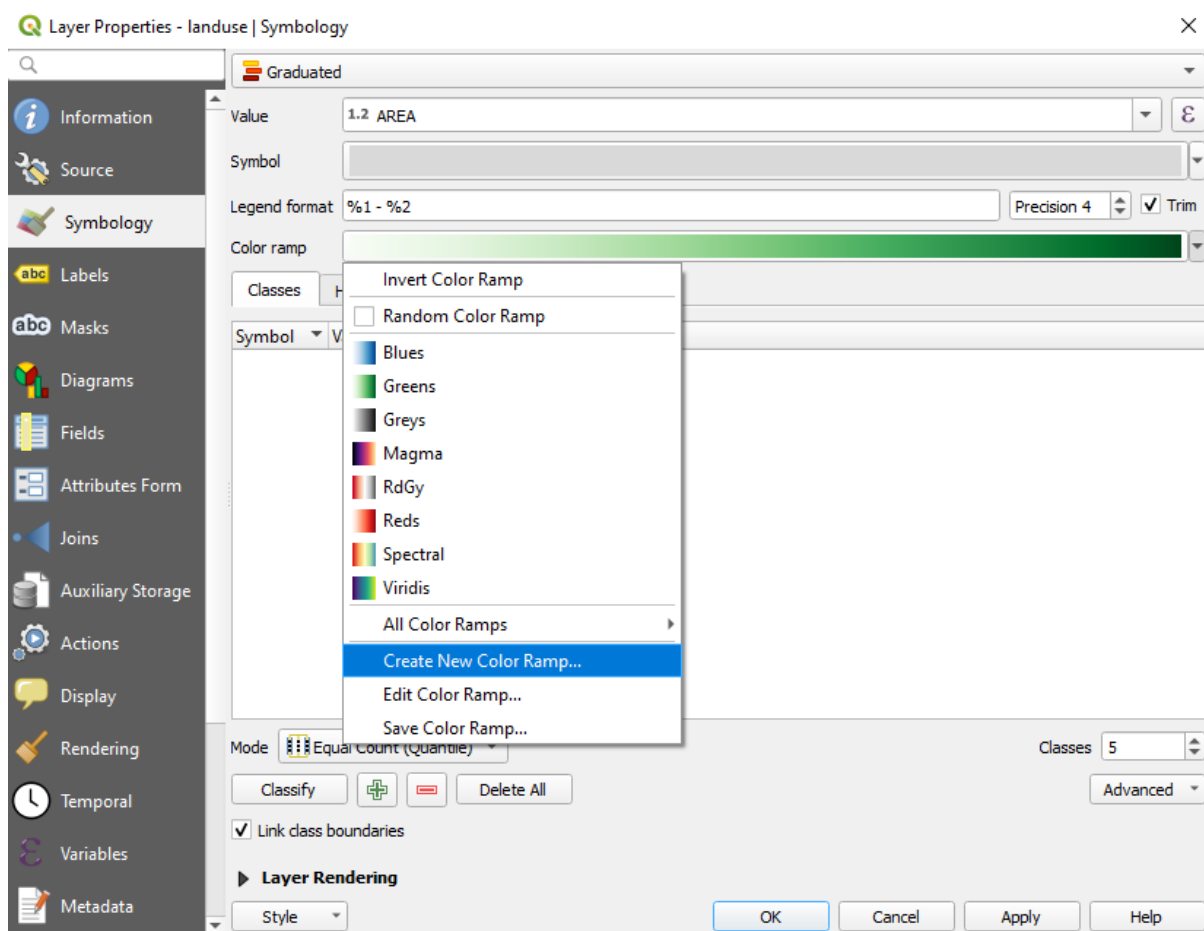 Layer Properties - landuse | Symbology
Graduated
Information
Value
1.2 AREA
ε
Source
Symbol
Symbology
Legend format
%1 - %2
Precision 4
Trim
Color ramp
abc Labels
Classes
H
Invert Color Ramp
abc Masks
Random Color Ramp
Symbol
V
Blues
Diagrams
Greens
Greys
Fields
Magma
Attributes Form
RdGy
Reds
Joins
Spectral
Auxiliary Storage
Viridis
All Color Ramps
Actions
Create New Color Ramp...
Display
Edit Color Ramp...
Save Color Ramp...
Rendering
Mode
Equal Count (Quantile)
Classes
5
Classify
Delete All
Advanced
Temporal
Link class boundaries
Variables
Layer Rendering
Metadata
Style
OK
Cancel
Apply
Help